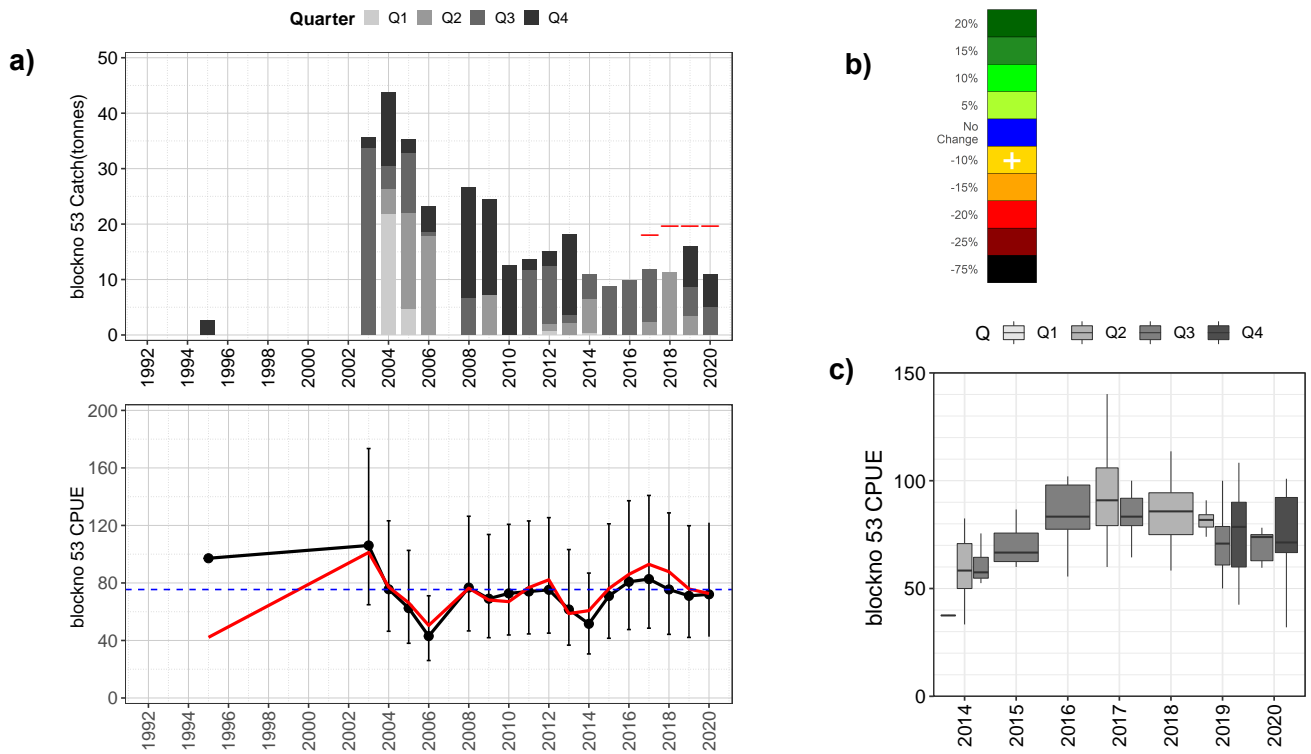 Quarter Q1 Q2 Q3 Q4
a)
blockno 53 Catch(tonnes)
50
40
30
20
10
0
1992 1994 1996 1998 2000 2002 2004 2006 2008 2010 2012 2014 2016 2018 2020
blockno 53 CPUE
200
160
120
80
40
0
1992 1994 1996 1998 2000 2002 2004 2006 2008 2010 2012 2014 2016 2018 2020
b)
20%
15%
10%
5%
No
Change
-10%
-15%
-20%
-25%
-75%
Q Q1 Q2 Q3 Q4
c)
blockno 53 CPUE
150
100
50
0
2014 2015 2016 2017 2018 2019 2020